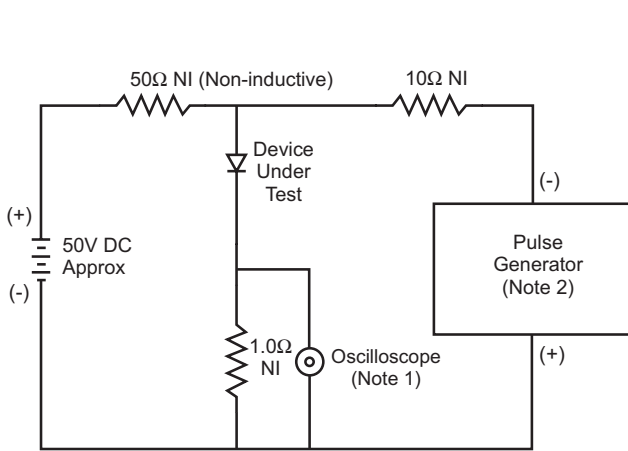 50Ω NI (Non-inductive)
10Ω NI
Device
Under
Test
(-)
(+)
50V DC
Approx
(-)
Pulse
Generator
(Note 2)
1.0Ω
NI
Oscilloscope
(Note 1)
(+)